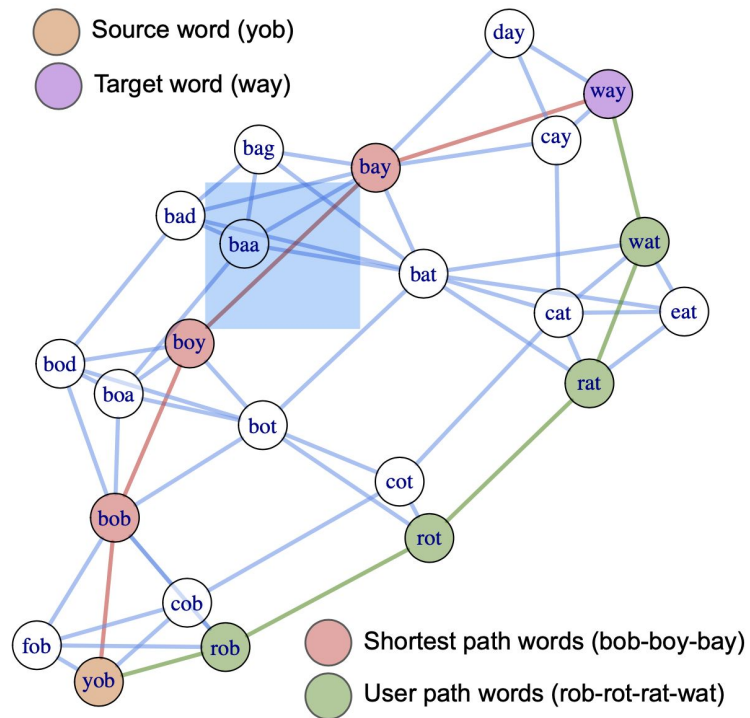 Source word (yob)
Target word (way)
day
way
cay
bag
bay
bad
baa
wat
bat
cat
eat
boy
bod
boa
rat
bot
cot
bob
rot
cob
fob
rob
yob
Shortest path words (bob-boy-bay)
User path words (rob-rot-rat-wat)